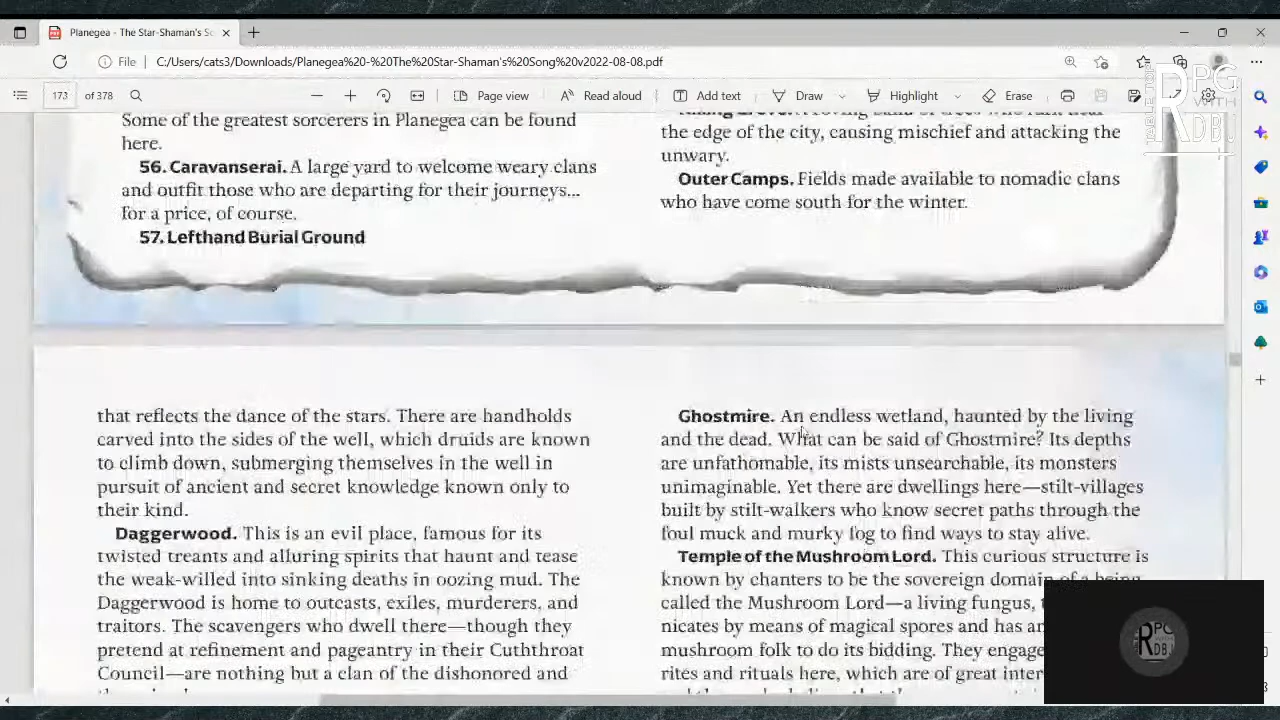 Planegea - The Star-Shaman's So
File
C:/Users/cats3/Downloads/Planegea%20-%20The%20Star-Shaman's%20Song%20v2022-08-08.pdf
173 of 378
Page view
Read aloud
Add text
Draw
Highlight
Erase
RPG
TABLE TOP
WITH
RDBU
Some of the greatest sorcerers in Planegea can be found
here.
56. Caravanserai. A large yard to welcome weary clans
and outfit those who are departing for their journeys...
for a price, of course.
57. Lefthand Burial Ground
the edge of the city, causing mischief and attacking the
unwary.
Outer Camps. Fields made available to nomadic clans
who have come south for the winter.
that reflects the dance of the stars. There are handholds
carved into the sides of the well, which druids are known
to climb down, submerging themselves in the well in
pursuit of ancient and secret knowledge known only to
their kind.
Daggerwood. This is an evil place, famous for its
twisted treants and alluring spirits that haunt and tease
the weak-willed into sinking deaths in oozing mud. The
Daggerwood is home to outcasts, exiles, murderers, and
traitors. The scavengers who dwell there—though they
pretend at refinement and pageantry in their Cuththroat
Council—are nothing but a clan of the dishonored and
Ghostmire. An endless wetland, haunted by the living
and the dead. What can be said of Ghostmire? Its depths
are unfathomable, its mists unsearchable, its monsters
unimaginable. Yet there are dwellings here—stilt-villages
built by stilt-walkers who know secret paths through the
foul muck and murky fog to find ways to stay alive.
Temple of the Mushroom Lord. This curious structure is
known by chanters to be the sovereign domain of a being
called the Mushroom Lord—a living fungus,
nicates by means of magical spores and has
mushroom folk to do its bidding. They engage
rites and rituals here, which are of great
RPG
WITH
RDBU